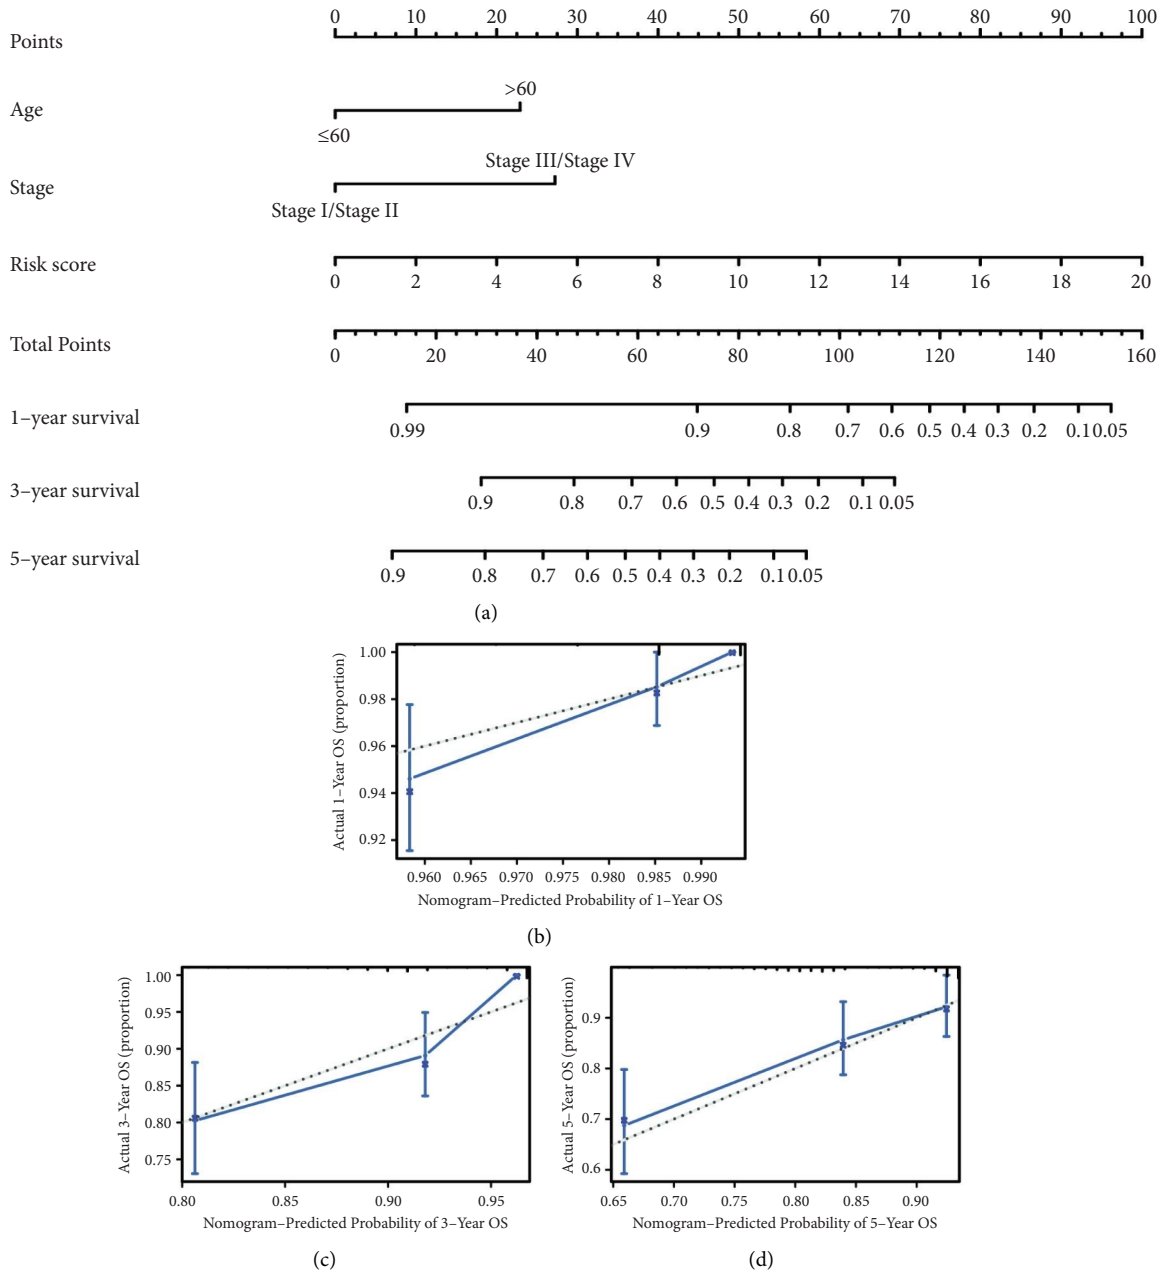 0 10 20 30 40 50 60 70 80 90 100
Points
>60
Age
≤60
Stage III/Stage IV
Stage
Stage I/Stage II
Risk score
0 2 4 6 8 10 12 14 16 18 20
Total Points
0 20 40 60 80 100 120 140 160
1–year survival
0.99 0.9 0.8 0.7 0.6 0.5 0.4 0.3 0.2 0.1 0.05
3–year survival
0.9 0.8 0.7 0.6 0.5 0.4 0.3 0.2 0.1 0.05
5–year survival
0.9 0.8 0.7 0.6 0.5 0.4 0.3 0.2 0.1 0.05
(a)
Actual 1–Year OS (proportion)
1.00
0.98
0.96
0.94
0.92
0.960 0.965 0.970 0.975 0.980 0.985 0.990
Nomogram–Predicted Probability of 1–Year OS
(b)
Actual 3–Year OS (proportion)
1.00
0.95
0.90
0.85
0.80
0.75
0.80 0.85 0.90 0.95
Nomogram–Predicted Probability of 3–Year OS
(c)
Actual 5–Year OS (proportion)
0.9
0.8
0.7
0.6
0.65 0.70 0.75 0.80 0.85 0.90
Nomogram–Predicted Probability of 5–Year OS
(d)